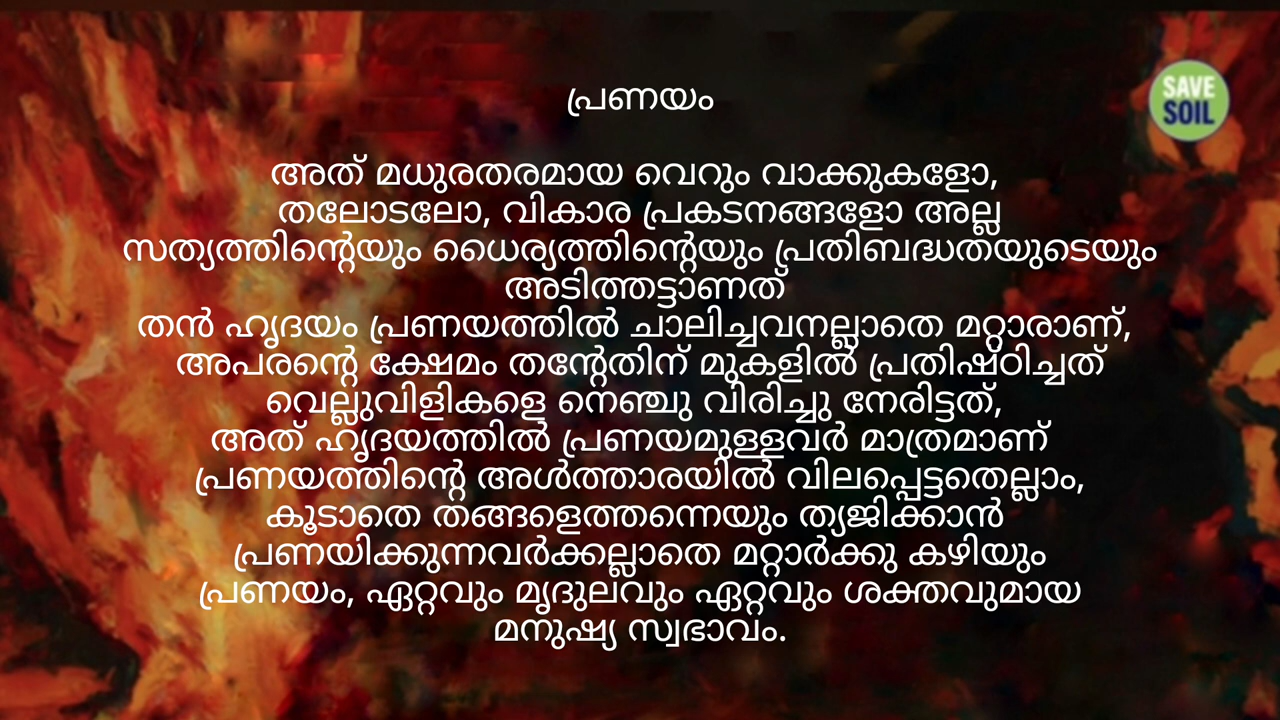 പ്രണയം
SAVE
SOIL
അത് മധുരതരമായ വെറും വാക്കുകളോ,
തലോടലോ, വികാര പ്രകടനങ്ങളോ അല്ല
സത്യത്തിന്റെയും ധൈര്യത്തിന്റെയും പ്രതിബദ്ധതയുടെയും
അടിത്തട്ടാണത്
തൻ ഹൃദയം പ്രണയത്തിൽ ചാലിച്ചവനല്ലാതെ മറ്റാരാണ്,
അപരന്റെ ക്ഷേമം തന്റേതിന് മുകളിൽ പ്രതിഷ്ഠിച്ചത്
വെല്ലുവിളികളെ നെഞ്ചു വിരിച്ചു നേരിട്ടത്,
അത് ഹൃദയത്തിൽ പ്രണയമുള്ളവർ മാത്രമാണ്
പ്രണയത്തിന്റെ അൾത്താരയിൽ വിലപ്പെട്ടതെല്ലാം,
കൂടാതെ തങ്ങളെത്തന്നെയും ത്യജിക്കാൻ
പ്രണയിക്കുന്നവർക്കല്ലാതെ മറ്റാർക്കു കഴിയും
പ്രണയം, ഏറ്റവും മൃദുലവും ഏറ്റവും ശക്തവുമായ
മനുഷ്യ സ്വഭാവം.